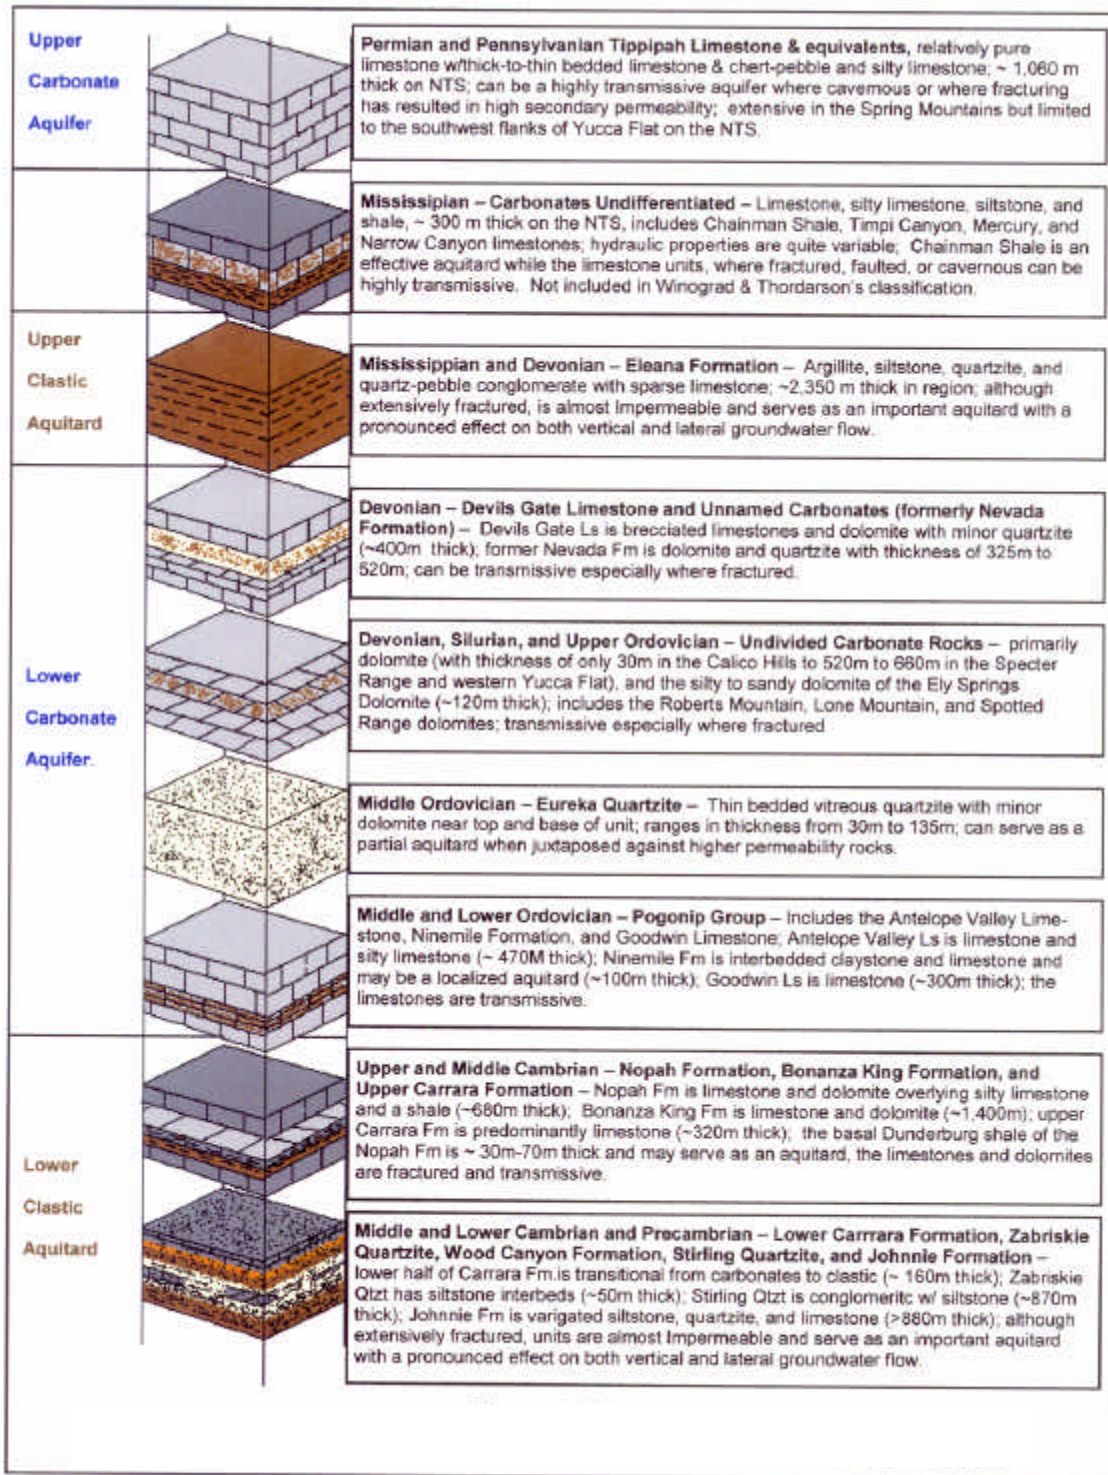 Upper
Carbonate
Aquifer
Permian and Pennsylvanian Tippipah Limestone & equivalents, relatively pure
limestone w/thick-to-thin bedded limestone & chert-pebble and silty limestone; ~ 1,060 m
thick on NTS; can be a highly transmissive aquifer where cavernous or where fracturing
has resulted in high secondary permeability; extensive in the Spring Mountains but limited
to the southwest flanks of Yucca Flat on the NTS.
Mississipian – Carbonates Undifferentiated – Limestone, silty limestone, siltstone, and
shale, ~ 300 m thick on the NTS, includes Chainman Shale, Timpi Canyon, Mercury, and
Narrow Canyon limestones; hydraulic properties are quite variable; Chainman Shale is an
effective aquitard while the limestone units, where fractured, faulted, or cavernous can be
highly transmissive. Not included in Winograd & Thordarson's classification.
Upper
Clastic
Aquitard
Mississippian and Devonian – Eleana Formation – Argillite, siltstone, quartzite, and
quartz-pebble conglomerate with sparse limestone; ~2,350 m thick in region; although
extensively fractured, is almost Impermeable and serves as an important aquitard with a
pronounced effect on both vertical and lateral groundwater flow.
Lower
Carbonate
Aquifer.
Devonian – Devils Gate Limestone and Unnamed Carbonates (formerly Nevada
Formation) – Devils Gate Ls is brecciated limestones and dolomite with minor quartzite
(~400m thick); former Nevada Fm is dolomite and quartzite with thickness of 325m to
520m; can be transmissive especially where fractured.
Devonian, Silurian, and Upper Ordovician – Undivided Carbonate Rocks – primarily
dolomite (with thickness of only 30m in the Calico Hills to 520m to 660m in the Specter
Range and western Yucca Flat), and the silty to sandy dolomite of the Ely Springs
Dolomite (~120m thick); includes the Roberts Mountain, Lone Mountain, and Spotted
Range dolomites; transmissive especially where fractured
Middle Ordovician – Eureka Quartzite – Thin bedded vitreous quartzite with minor
dolomite near top and base of unit; ranges in thickness from 30m to 135m; can serve as a
partial aquitard when juxtaposed against higher permeability rocks.
Middle and Lower Ordovician – Pogonip Group – Includes the Antelope Valley Lime-
stone, Ninemile Formation, and Goodwin Limestone; Antelope Valley Ls is limestone and
silty limestone (~ 470M thick); Ninemile Fm is interbedded claystone and limestone and
may be a localized aquitard (~100m thick); Goodwin Ls is limestone (~300m thick); the
limestones are transmissive.
Lower
Clastic
Aquitard
Upper and Middle Cambrian – Nopah Formation, Bonanza King Formation, and
Upper Carrara Formation – Nopah Fm is limestone and dolomite overlying silty limestone
and a shale (~680m thick); Bonanza King Fm is limestone and dolomite (~1,400m); upper
Carrara Fm is predominantly limestone (~320m thick); the basal Dunderburg shale of the
Nopah Fm is ~ 30m-70m thick and may serve as an aquitard, the limestones and dolomites
are fractured and transmissive.
Middle and Lower Cambrian and Precambrian – Lower Carrrara Formation, Zabriskie
Quartzite, Wood Canyon Formation, Stirling Quartzite, and Johnnie Formation –
lower half of Carrara Fm.is transitional from carbonates to clastic (~ 160m thick); Zabriskie
Qtzt has siltstone interbeds (~50m thick); Stirling Qtzt is conglomeritc w/ siltstone (~870m
thick); Johnnie Fm is varigated siltstone, quartzite, and limestone (>880m thick); although
extensively fractured, units are almost Impermeable and serve as an important aquitard
with a pronounced effect on both vertical and lateral groundwater flow.